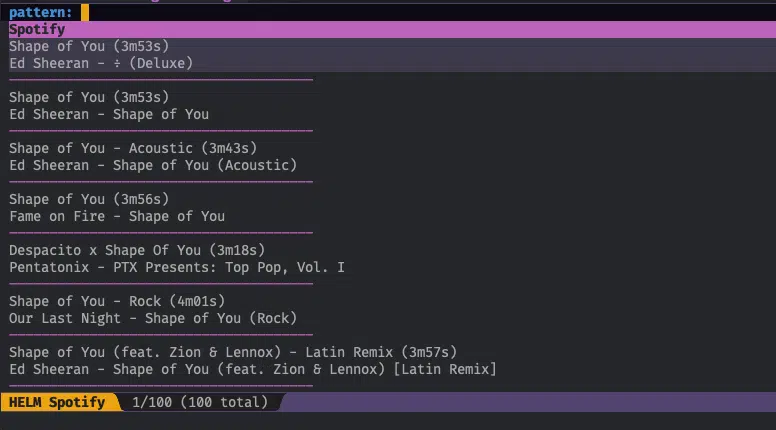 pattern:
Spotify
Shape of You (3m53s)
Ed Sheeran - ÷ (Deluxe)
Shape of You (3m53s)
Ed Sheeran - Shape of You
Shape of You - Acoustic (3m43s)
Ed Sheeran - Shape of You (Acoustic)
Shape of You (3m56s)
Fame on Fire - Shape of You
Despacito x Shape Of You (3m18s)
Pentatonix - PTX Presents: Top Pop, Vol. I
Shape of You - Rock (4m01s)
Our Last Night - Shape of You (Rock)
Shape of You (feat. Zion & Lennox) - Latin Remix (3m57s)
Ed Sheeran - Shape of You (feat. Zion & Lennox) [Latin Remix]
HELM Spotify 1/100 (100 total)